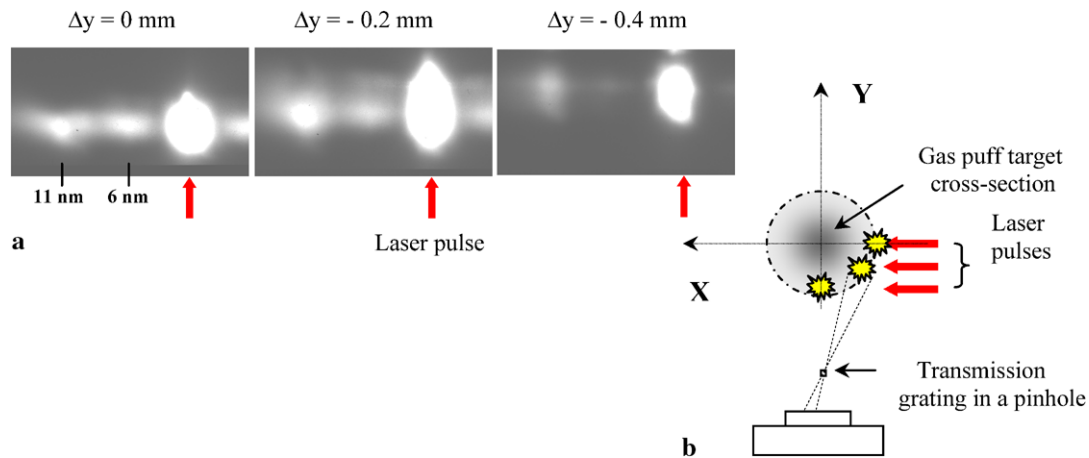 Δy = 0 mm
Δy = - 0.2 mm
Δy = - 0.4 mm
11 nm
6 nm
a
Laser pulse
Y
Gas puff target
cross-section
Laser
pulses
X
Transmission
grating in a pinhole
b